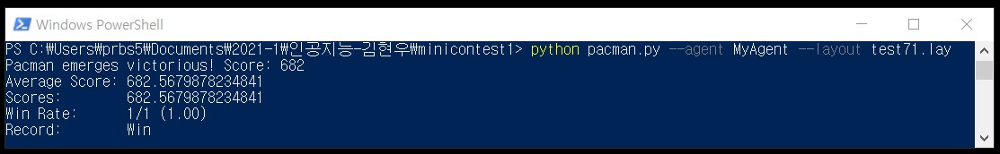 Windows PowerShell
PS C:₩Users₩prbs5₩Documents₩2021-1₩인공지능-김현우₩minicontest1> python pacman.py --agent MyAgent --layout test71.lay
Pacman emerges victorious! Score: 682
Average Score: 682.5679878234841
Scores: 682.5679878234841
Win Rate: 1/1 (1.00)
Record: Win